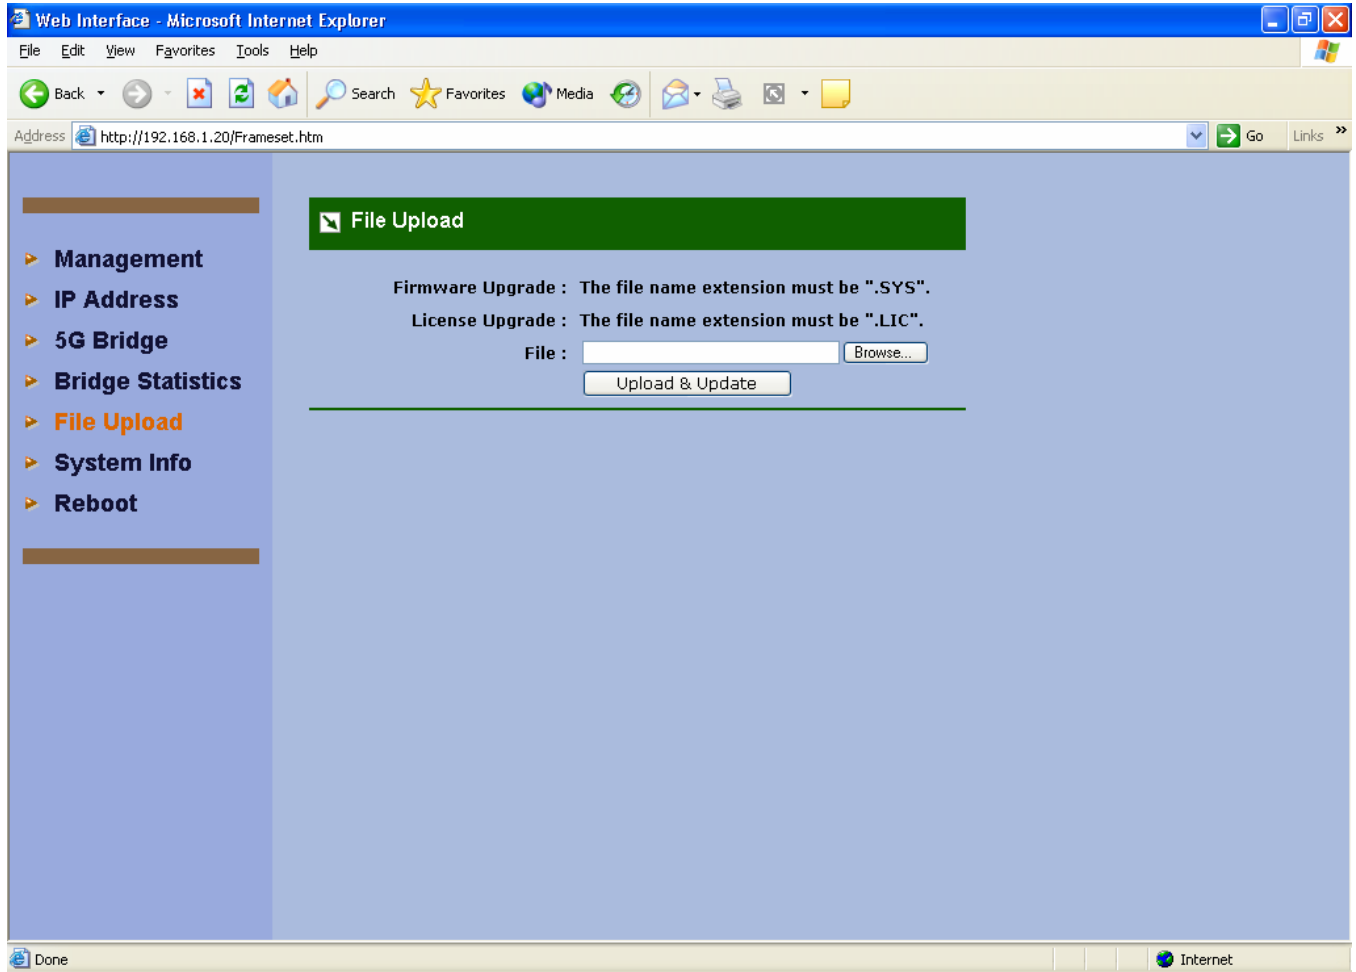 Web Interface - Microsoft Internet Explorer
File Edit View Favorites Tools Help
Back Search Favorites Media
Address http://192.168.1.20/Frameset.htm Go Links »
File Upload
Management
IP Address
5G Bridge
Bridge Statistics
File Upload
System Info
Reboot
Firmware Upgrade : The file name extension must be ".SYS".
License Upgrade : The file name extension must be ".LIC".
File : Browse...
Upload & Update
Done Internet